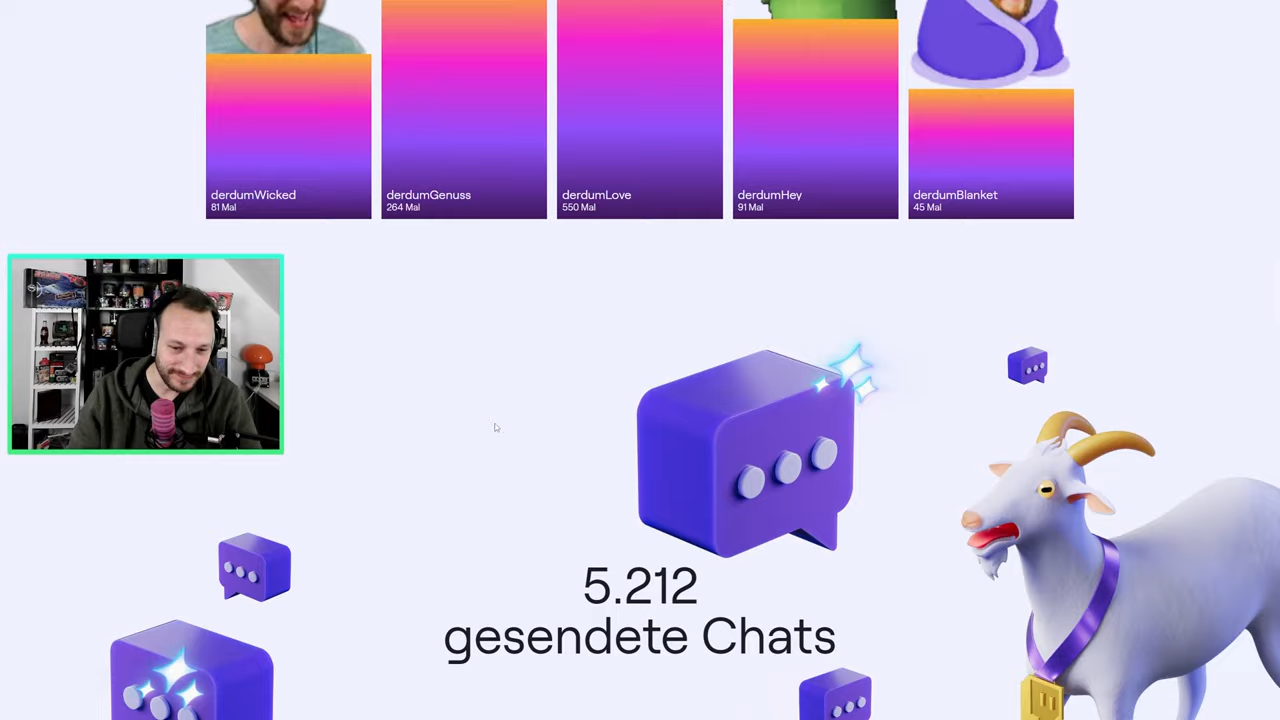 derdumWicked
81 Mal
derdumGenuss
264 Mal
derdumLove
550 Mal
derdumHey
91 Mal
derdumBlanket
45 Mal
5.212
gesendete Chats